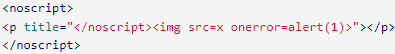 <noscript>
<p title="</noscript><img src=x onerror=alert(1)>"></p>
</noscript>